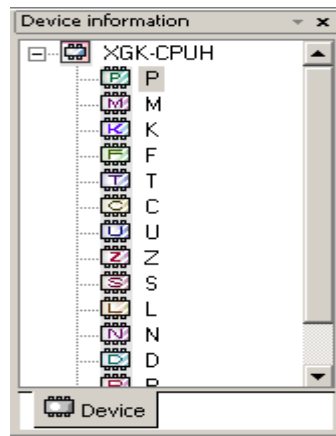 Device information
XGK-CPUH
P P
M M
K K
F F
T T
C C
U U
Z Z
S S
L L
N N
D D
Device